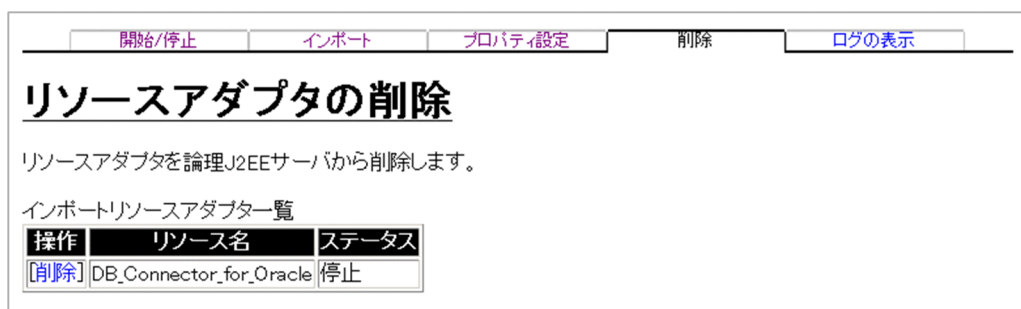 開始/停止 インポート プロパティ設定 削除 ログの表示
リソースアダプタの削除
リソースアダプタを論理J2EEサーバから削除します。
インポートリソースアダプター覧
操作 リソース名 ステータス
[削除] DB_Connector_for_Oracle 停止